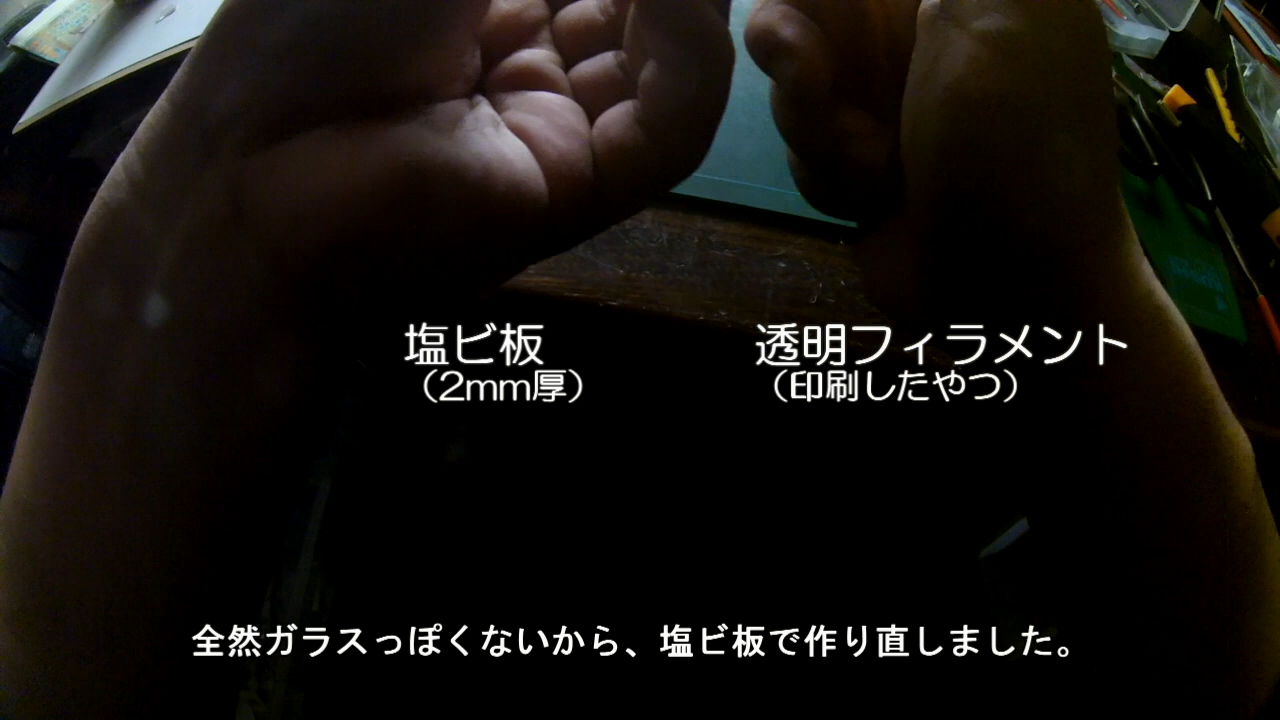 塩ビ板
（2mm厚）
透明フィラメント
（印刷したやつ）
全然ガラスっぽくないから、塩ビ板で作り直しました。